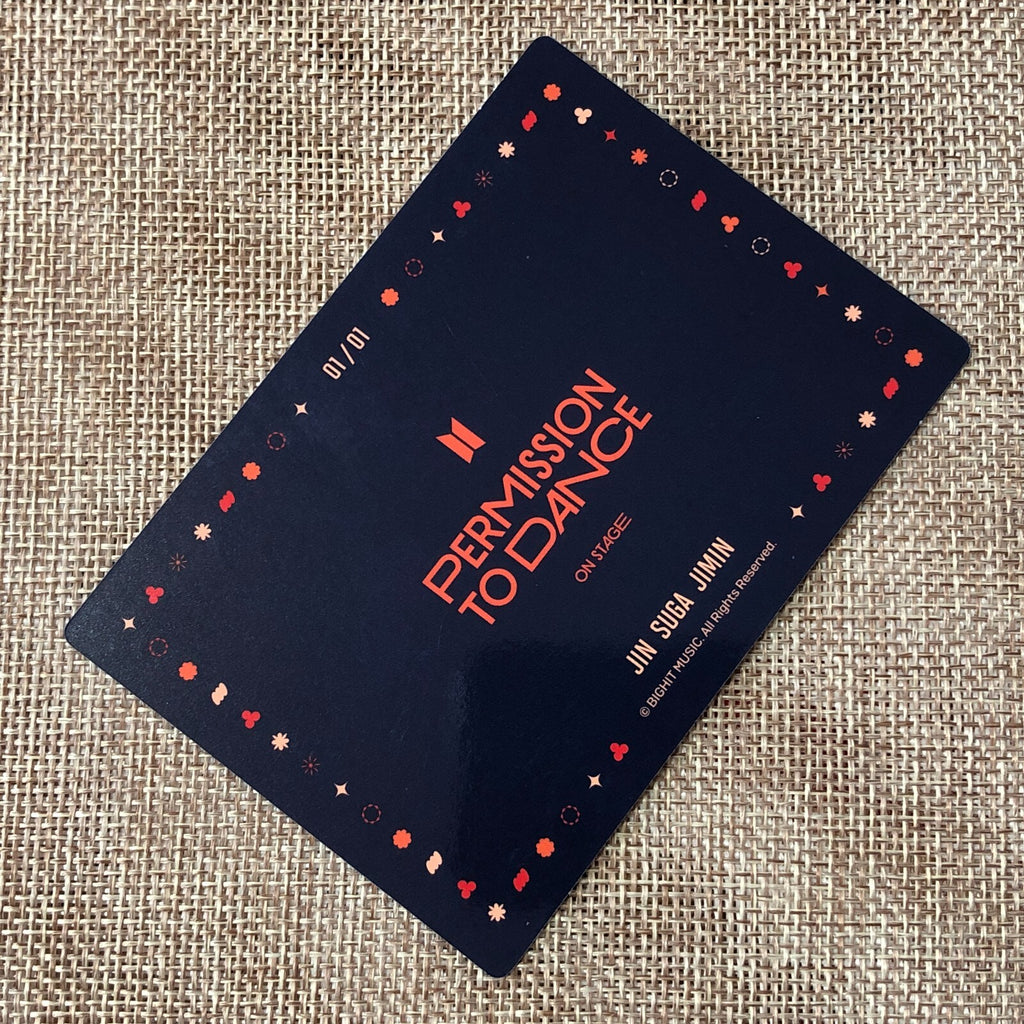 01/01
PERMISSION
TO DANCE
ON STAGE
JIN SUGA JIMIN
© BIGHIT MUSIC. All Rights Reserved.